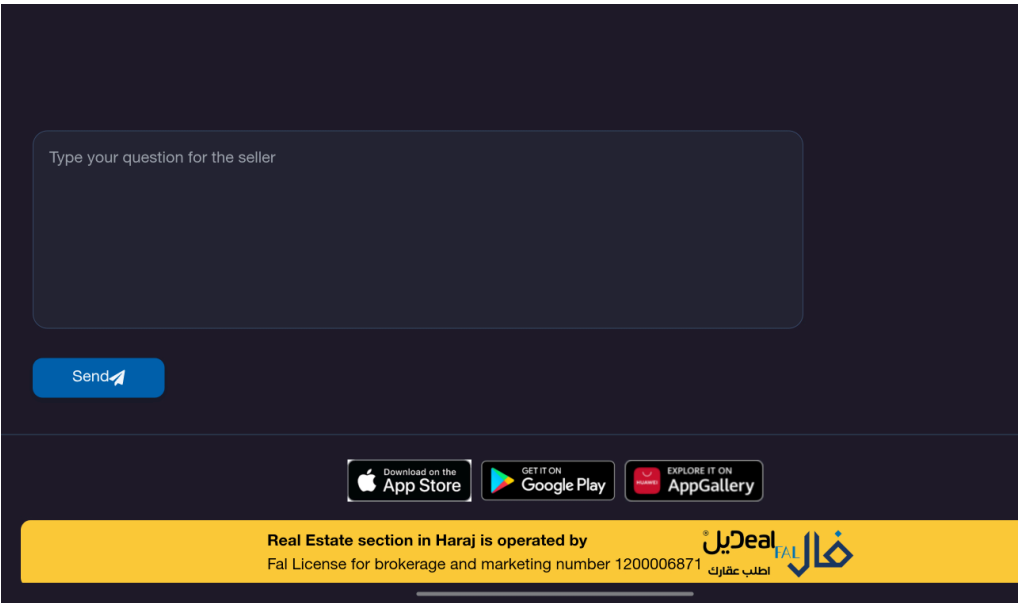 Type your question for the seller
Send
Download on the
App Store
GET IT ON
Google Play
HUAWEI
EXPLORE IT ON
AppGallery
Real Estate section in Haraj is operated by
Fal License for brokerage and marketing number 1200006871
Dealديل®
اطلب عقارك
FAL
فال